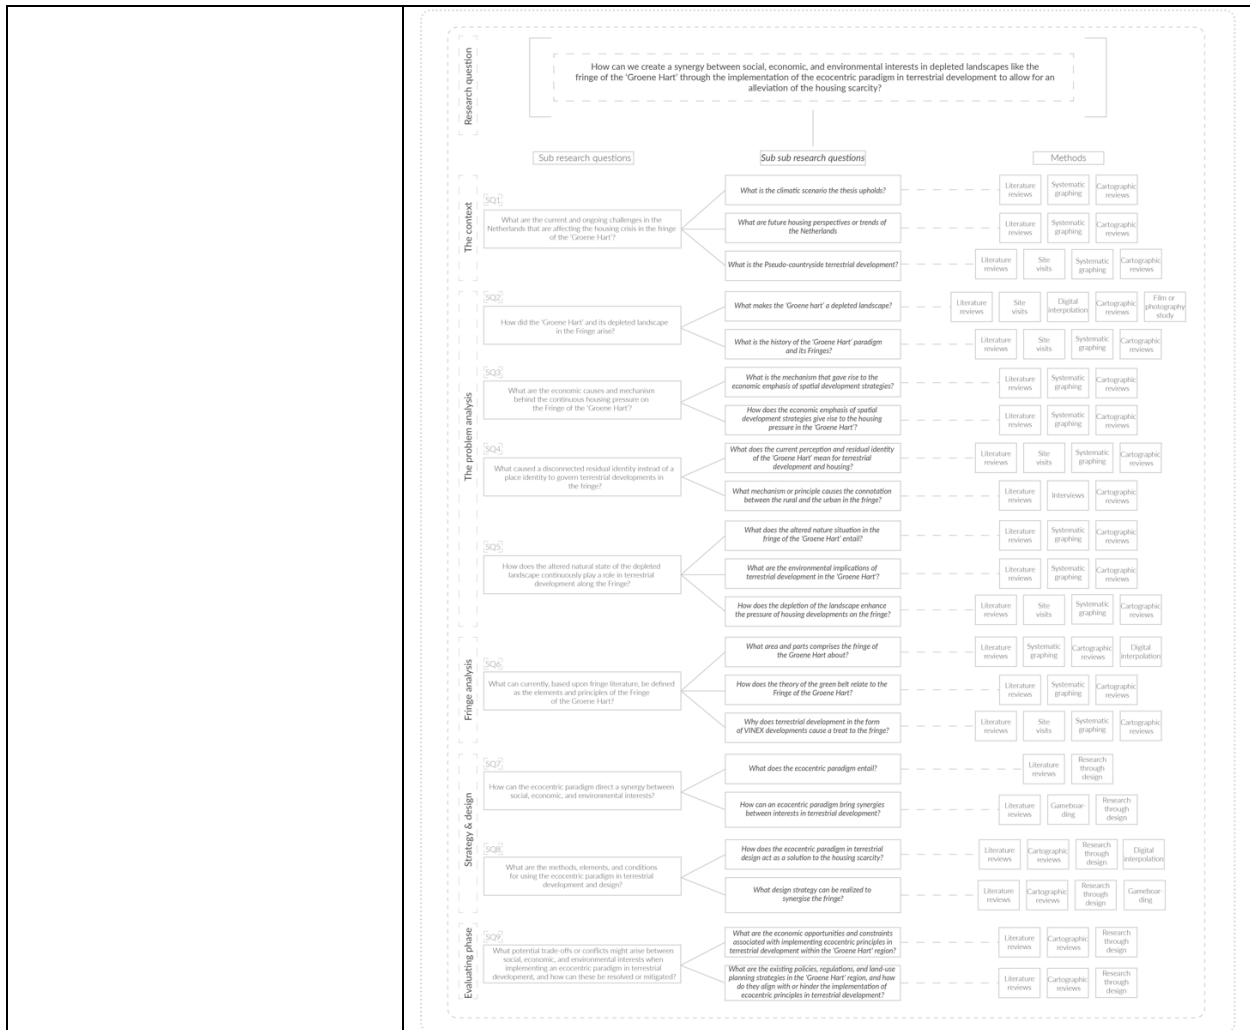 Research question
How can we create a synergy between social, economic, and environmental interests in depleted landscapes like the
fringe of the 'Groene Hart' through the implementation of the ecocentric paradigm in terrestrial development to allow for an
alleviation of the housing scarcity?
Sub research questions
Sub sub research questions
Methods
The context
SQ1
What are the current and ongoing challenges in the
Netherlands that are affecting the housing crisis in the fringe
of the 'Groene Hart'?
What is the climatic scenario the thesis upholds?
Literature
reviews
Systematic
graphing
Cartographic
reviews
What are future housing perspectives or trends of
the Netherlands
Literature
reviews
Systematic
graphing
Cartographic
reviews
What is the Pseudo-countryside terrestrial development?
Literature
reviews
Site
visits
Systematic
graphing
Cartographic
reviews
The problem analysis
SQ2
How did the 'Groene Hart' and its depleted landscape
in the Fringe arise?
What makes the 'Groene hart' a depleted landscape?
Literature
reviews
Site
visits
Digital
interpolation
Cartographic
reviews
Film or
photography
study
What is the history of the 'Groene Hart' paradigm
and its Fringes?
Literature
reviews
Site
visits
Systematic
graphing
Cartographic
reviews
SQ3
What are the economic causes and mechanism
behind the continuous housing pressure on
the Fringe of the 'Groene Hart'?
What is the mechanism that gave rise to the
economic emphasis of spatial development strategies?
Literature
reviews
Systematic
graphing
Cartographic
reviews
How does the economic emphasis of spatial
development strategies give rise to the housing
pressure in the 'Groene Hart'?
Literature
reviews
Systematic
graphing
Cartographic
reviews
SQ4
What caused a disconnected residual identity instead of a
place identity to govern terrestrial developments in
the fringe?
What does the current perception and residual identity
of the 'Groene Hart' mean for terrestrial
development and housing?
Literature
reviews
Site
visits
Systematic
graphing
Cartographic
reviews
What mechanism or principle causes the connotation
between the rural and the urban in the fringe?
Literature
reviews
Interviews
Cartographic
reviews
SQ5
How does the altered natural state of the depleted
landscape continuously play a role in terrestrial
development along the Fringe?
What does the altered nature situation in the
fringe of the 'Groene Hart' entail?
Literature
reviews
Systematic
graphing
Cartographic
reviews
What are the environmental implications of
terrestrial development in the 'Groene Hart'?
Literature
reviews
Systematic
graphing
Cartographic
reviews
How does the depletion of the landscape enhance
the pressure of housing developments on the fringe?
Literature
reviews
Site
visits
Systematic
graphing
Cartographic
reviews
Fringe analysis
SQ6
What can currently, based upon fringe literature, be defined
as the elements and principles of the Fringe
of the Groene Hart?
What area and parts comprises the fringe of
the Groene Hart about?
Literature
reviews
Systematic
graphing
Cartographic
reviews
Digital
interpolation
How does the theory of the green belt relate to the
Fringe of the Groene Hart?
Literature
reviews
Systematic
graphing
Cartographic
reviews
Why does terrestrial development in the form
of VINEX developments cause a treat to the fringe?
Literature
reviews
Site
visits
Systematic
graphing
Cartographic
reviews
Strategy & design
SQ7
How can the ecocentric paradigm direct a synergy between
social, economic, and environmental interests?
What does the ecocentric paradigm entail?
Literature
reviews
Research
through
design
How can an ecocentric paradigm bring synergies
between interests in terrestrial development?
Literature
reviews
Gameboar-
ding
Research
through
design
SQ8
What are the methods, elements, and conditions
for using the ecocentric paradigm in terrestrial
development and design?
How does the ecocentric paradigm in terrestrial
design act as a solution to the housing scarcity?
Literature
reviews
Cartographic
reviews
Research
through
design
Digital
interpolation
What design strategy can be realized to
synergise the fringe?
Literature
reviews
Cartographic
reviews
Research
through
design
Gameboar-
ding
Evaluating phase
SQ9
What potential trade-offs or conflicts might arise between
social, economic, and environmental interests when
implementing an ecocentric paradigm in terrestrial
development, and how can these be resolved or mitigated?
What are the economic opportunities and constraints
associated with implementing ecocentric principles in
terrestrial development within the 'Groene Hart' region?
Literature
reviews
Cartographic
reviews
Research
through
design
What are the existing policies, regulations, and land-use
planning strategies in the 'Groene Hart' region, and how
do they align with or hinder the implementation of
ecocentric principles in terrestrial development?
Literature
reviews
Cartographic
reviews
Research
through
design